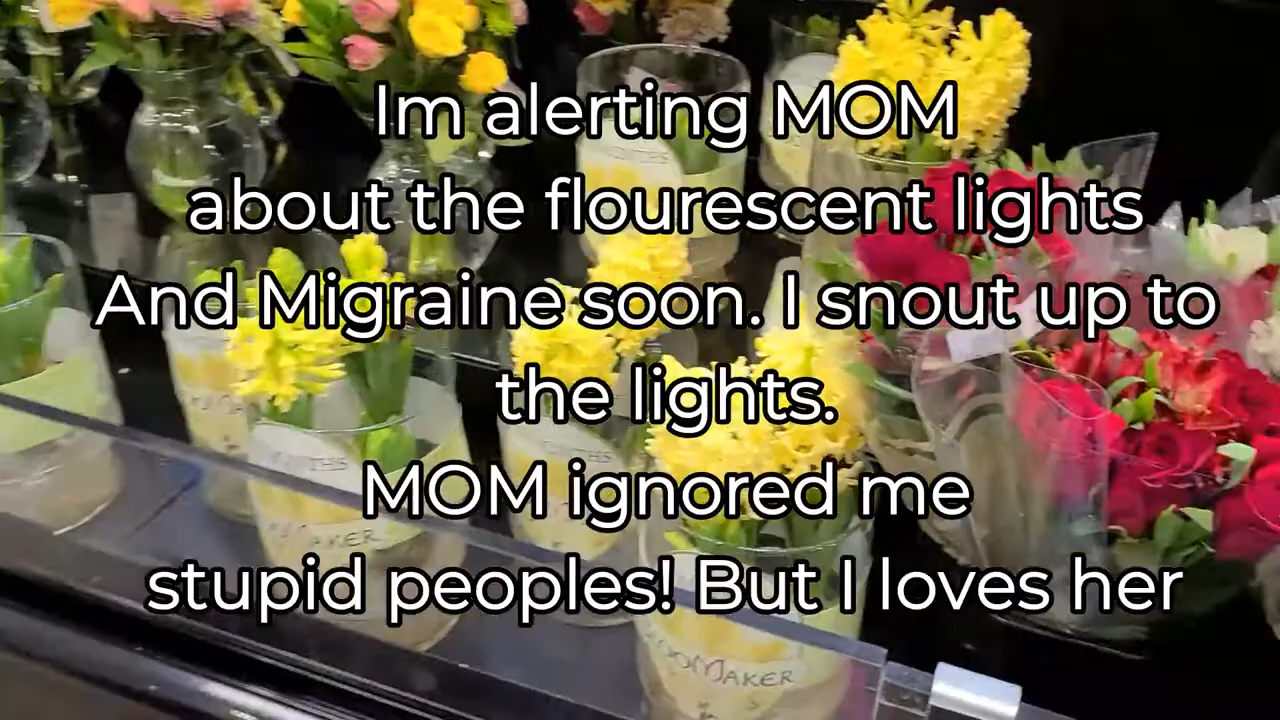 Im alerting MOM
about the flourescent lights
And Migraine soon. I snout up to
the lights.
MOM ignored me
stupid peoples! But I loves her
MAKER